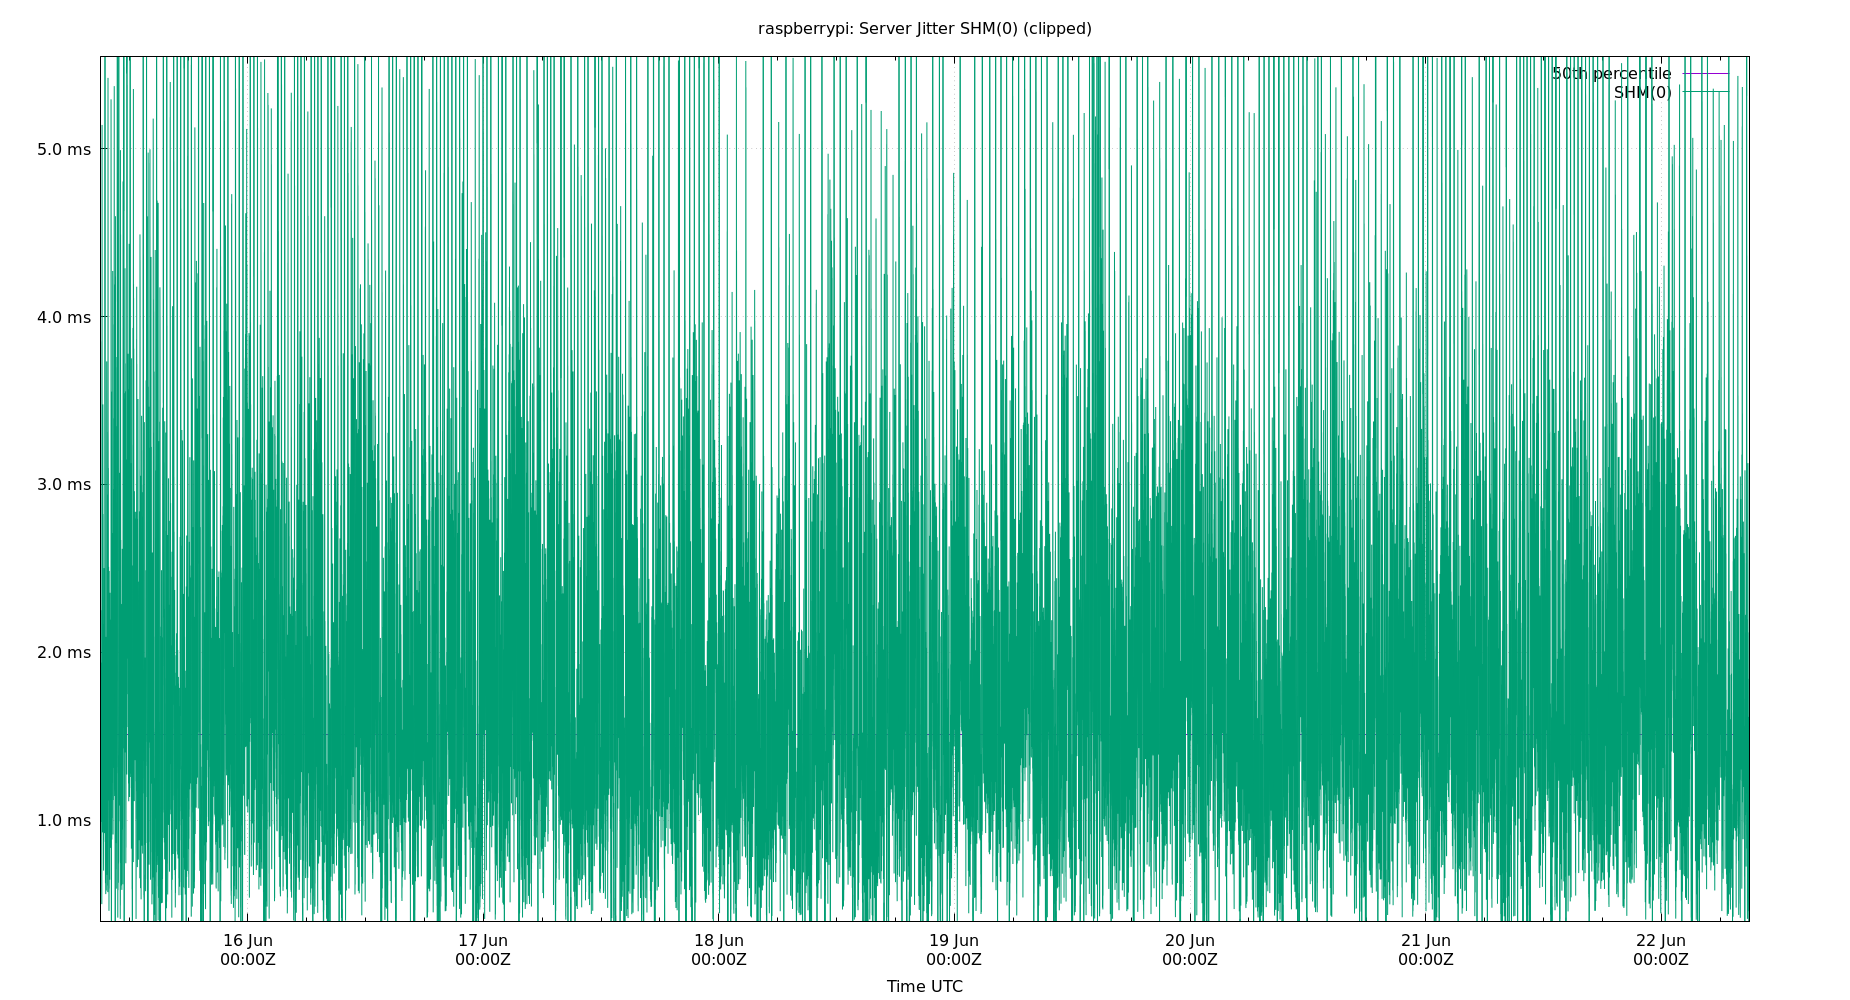 raspberrypi: Server Jitter SHM(0) (clipped)
50th percentile
SHM(0)
5.0 ms
4.0 ms
3.0 ms
2.0 ms
1.0 ms
16 Jun 17 Jun 18 Jun 19 Jun 20 Jun 21 Jun 22 Jun
00:00Z 00:00Z 00:00Z 00:00Z 00:00Z 00:00Z 00:00Z
Time UTC